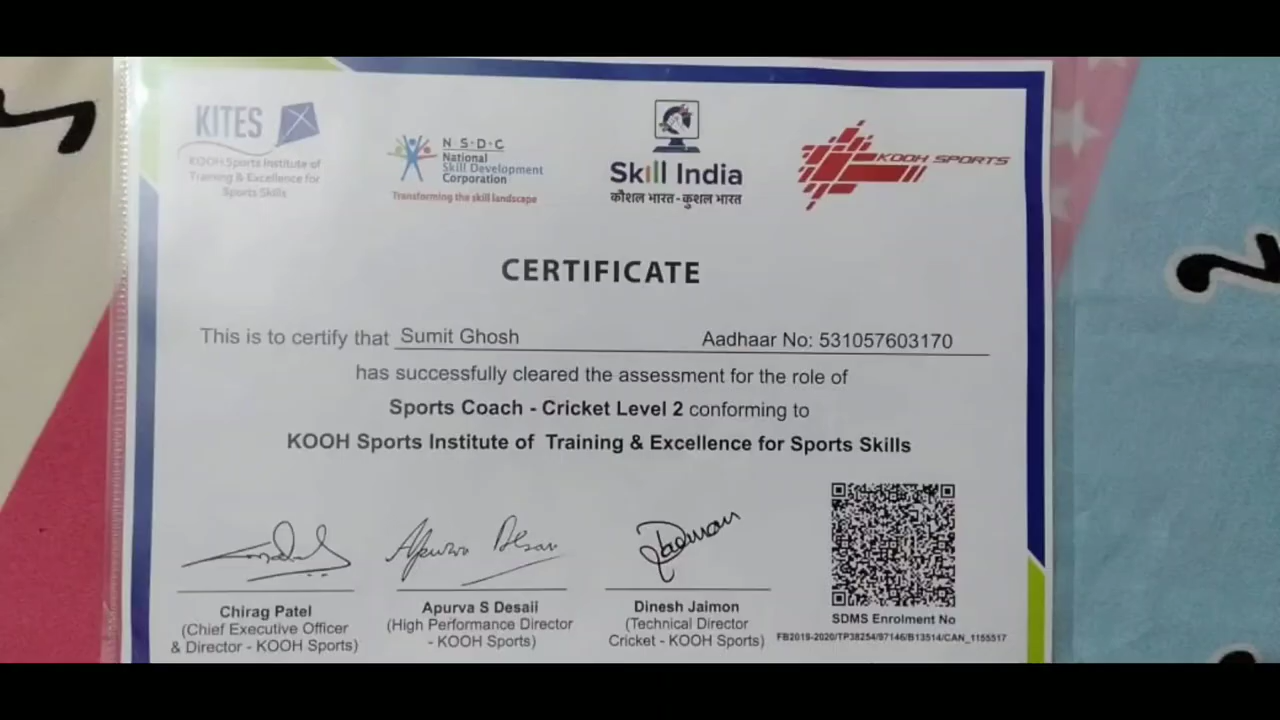 KITES
KOOH Sports Institute of
Training & Excellence for
Sports Skills
N·S·D·C
National
Skill Development
Corporation
Transforming the skill landscape
Skill India
कौशल भारत-कुशल भारत
KOOH SPORTS
CERTIFICATE
This is to certify that Sumit Ghosh Aadhaar No: 531057603170
has successfully cleared the assessment for the role of
Sports Coach - Cricket Level 2 conforming to
KOOH Sports Institute of Training & Excellence for Sports Skills
Chirag Patel
(Chief Executive Officer
& Director - KOOH Sports)
Apurva S Desaii
(High Performance Director
- KOOH Sports)
Dinesh Jaimon
(Technical Director
Cricket - KOOH Sports)
SDMS Enrolment No
FB2019-2020/TP38254/97146/B13514/CAN_1155517